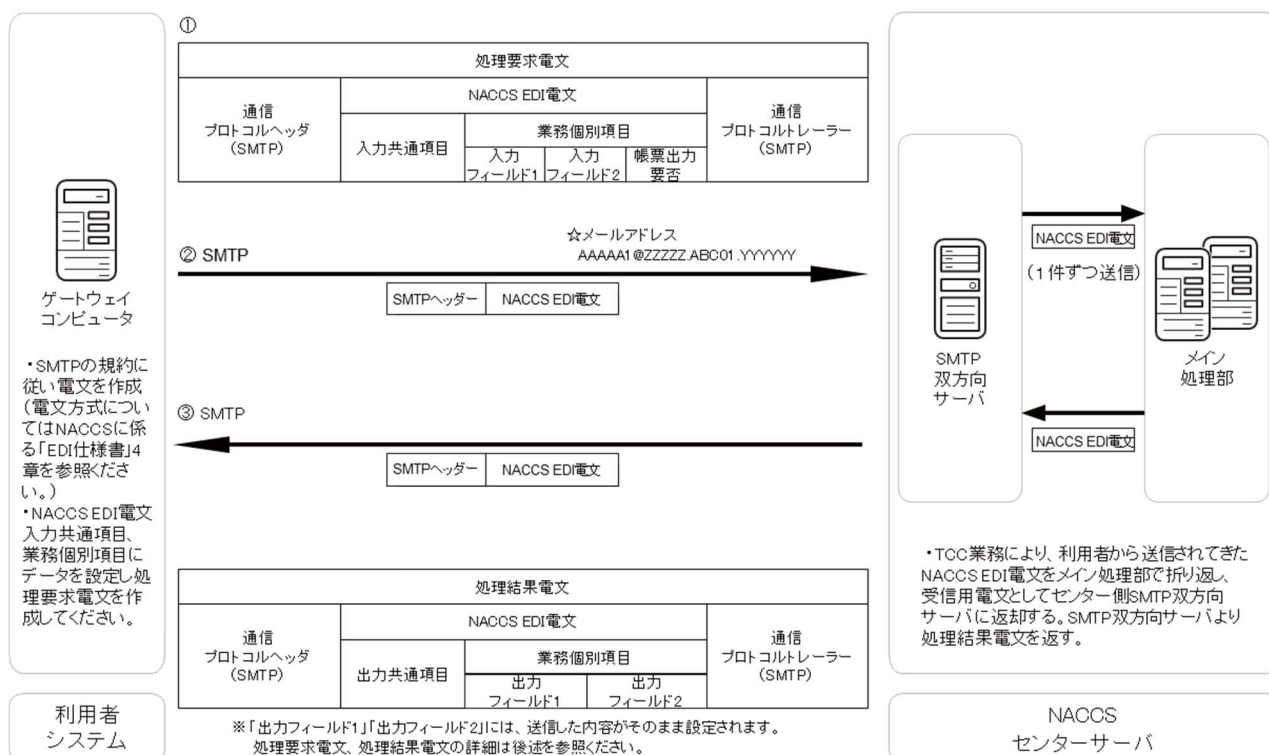 ①
処理要求電文
通信
プロトコルヘッダ
(SMTP)
NACCS EDI電文
入力共通項目
業務個別項目
入力
フィールド1
入力
フィールド2
帳票出力
要否
通信
プロトコルトレーラー
(SMTP)
② SMTP
☆メールアドレス
AAAAA1@ZZZZZ.ABC01.YYYYYY
SMTPヘッダー
NACCS EDI電文
③ SMTP
SMTPヘッダー
NACCS EDI電文
処理結果電文
通信
プロトコルヘッダ
(SMTP)
NACCS EDI電文
出力共通項目
業務個別項目
出力
フィールド1
出力
フィールド2
通信
プロトコルトレーラー
(SMTP)
※「出力フィールド1」「出力フィールド2」には、送信した内容がそのまま設定されます。
処理要求電文、処理結果電文の詳細は後述を参照ください。
ゲートウェイ
コンピュータ
・SMTPの規約に
従い電文を作成
(電文方式につい
てはNACCSに係
る「EDI仕様書」4
章を参照くださ
い。)
・NACCS EDI電文
入力共通項目、
業務個別項目に
データを設定し処
理要求電文を作
成してください。
利用者
システム
NACCS EDI電文
(1件ずつ送信)
SMTP
双方向
サーバ
メイン
処理部
NACCS EDI電文
・TCC業務により、利用者から送信されてきた
NACCS EDI電文をメイン処理部で折り返し、
受信用電文としてセンター側SMTP双方向
サーバに返却する。SMTP双方向サーバより
処理結果電文を返す。
NACCS
センターサーバ